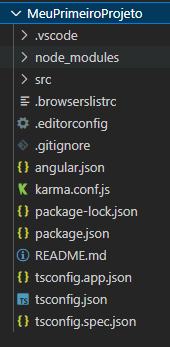 MeuPrimeiroProjeto
.vscode
node_modules
src
.browserslistrc
.editorconfig
.gitignore
angular.json
karma.conf.js
package-lock.json
package.json
README.md
tsconfig.app.json
tsconfig.json
tsconfig.spec.json